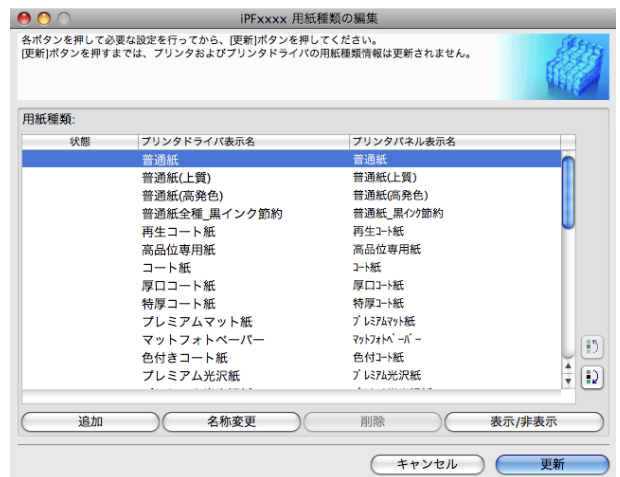 iPFxxxx 用紙種類の編集
各ボタンを押して必要な設定を行ってから、[更新]ボタンを押してください。
[更新]ボタンを押すまでは、プリンタおよびプリンタドライバの用紙種類情報は更新されません。
用紙種類:
状態 プリンタドライバ表示名 プリンタパネル表示名
普通紙 普通紙
普通紙(上質) 普通紙(上質)
普通紙(高発色) 普通紙(高発色)
普通紙全種_黒インク節約 普通紙_黒インク節約
再生コート紙 再生コート紙
高品位専用紙 高品位専用紙
コート紙 コート紙
厚口コート紙 厚口コート紙
特厚コート紙 特厚コート紙
プレミアムマット紙 プレミアムマット紙
マットフォトペーパー マットフォトペーパー
色付きコート紙 色付コート紙
プレミアム光沢紙 プレミアム光沢紙
追加 名称変更 削除 表示/非表示
キャンセル 更新